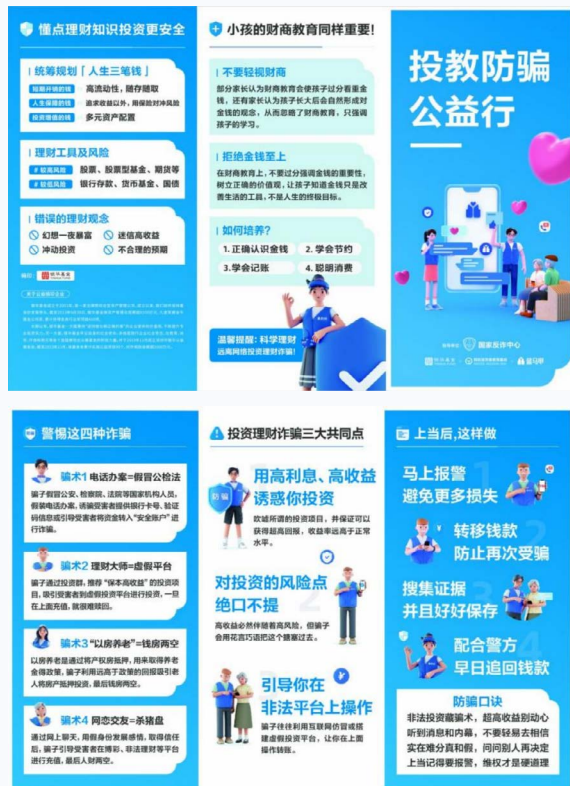 懂点理财知识投资更安全
统筹规划「人生三笔钱」
短期开销的钱 高流动性，随存随取
人生保障的钱 追求收益以外，用保险对冲风险
投资增值的钱 多元资产配置
理财工具及风险
# 较高风险 股票、股票型基金、期货等
# 较低风险 银行存款、货币基金、国债
错误的理财观念
幻想一夜暴富 迷信高收益
冲动投资 不合理的预期
小孩的财商教育同样重要!
不要轻视财商
部分家长认为财商教育会使孩子过分看重金
钱，还有家长认为孩子长大后会自然形成对
金钱的观念，从而忽略了财商教育，只强调
孩子的学习。
拒绝金钱至上
在财商教育上，不要过分强调金钱的重要性，
树立正确的价值观，让孩子知道金钱只是改
善生活的工具，不是人生的终极目标。
如何培养?
1.正确认识金钱 2. 学会节约
3.学会记账 4. 聪明消费
温馨提醒：科学理财
远离网络投资理财诈骗!
投教防骗
公益行
国家反诈中心
警惕这四种诈骗
骗术1 电话办案=假冒公检法
骗子假冒公安、检察院、法院等国家机构人员，
假装电话办案，诱骗受害者提供银行卡号、验证
码信息或引导受害者将资金转入“安全账户”进
行诈骗。
骗术2 理财大师=虚假平台
骗子通过投资群，推荐“保本高收益”的投资项
目，吸引受害者到虚假投资平台进行投资，一旦
在上面充值，就很难赎回。
骗术3 “以房养老”=钱房两空
以房养老是通过将产权房抵押，用来取得养老
金得政策，骗子利用远高于政策的回报吸引老
人将房产抵押投资，最后钱房两空。
骗术4 网恋交友=杀猪盘
通过网上聊天，用假身份发展感情，取得信任
后，骗子引导受害者在博彩、非法理财等平台
进行充值，最后人财两空。
投资理财诈骗三大共同点
防骗
用高利息、高收益
诱惑你投资
吹嘘所谓的投资项目，并保证可以
获得超高回报，收益率远高于正常
水平。
对投资的风险点
绝口不提
高收益必然伴随着高风险，但骗子
会用花言巧语把这个搪塞过去。
引导你在
非法平台上操作
骗子往往利用互联网仿冒或搭
建虚假投资平台，让你在上面
操作转账。
上当后,这样做
马上报警
避免更多损失
转移钱款
防止再次受骗
搜集证据
并且好好保存
配合警方
早日追回钱款
防骗口诀
非法投资藏骗术，超高收益别动心
听到消息和内幕，不要轻易去相信
实在难分真和假，问问别人再决定
上当记得要报警，维权才是硬道理